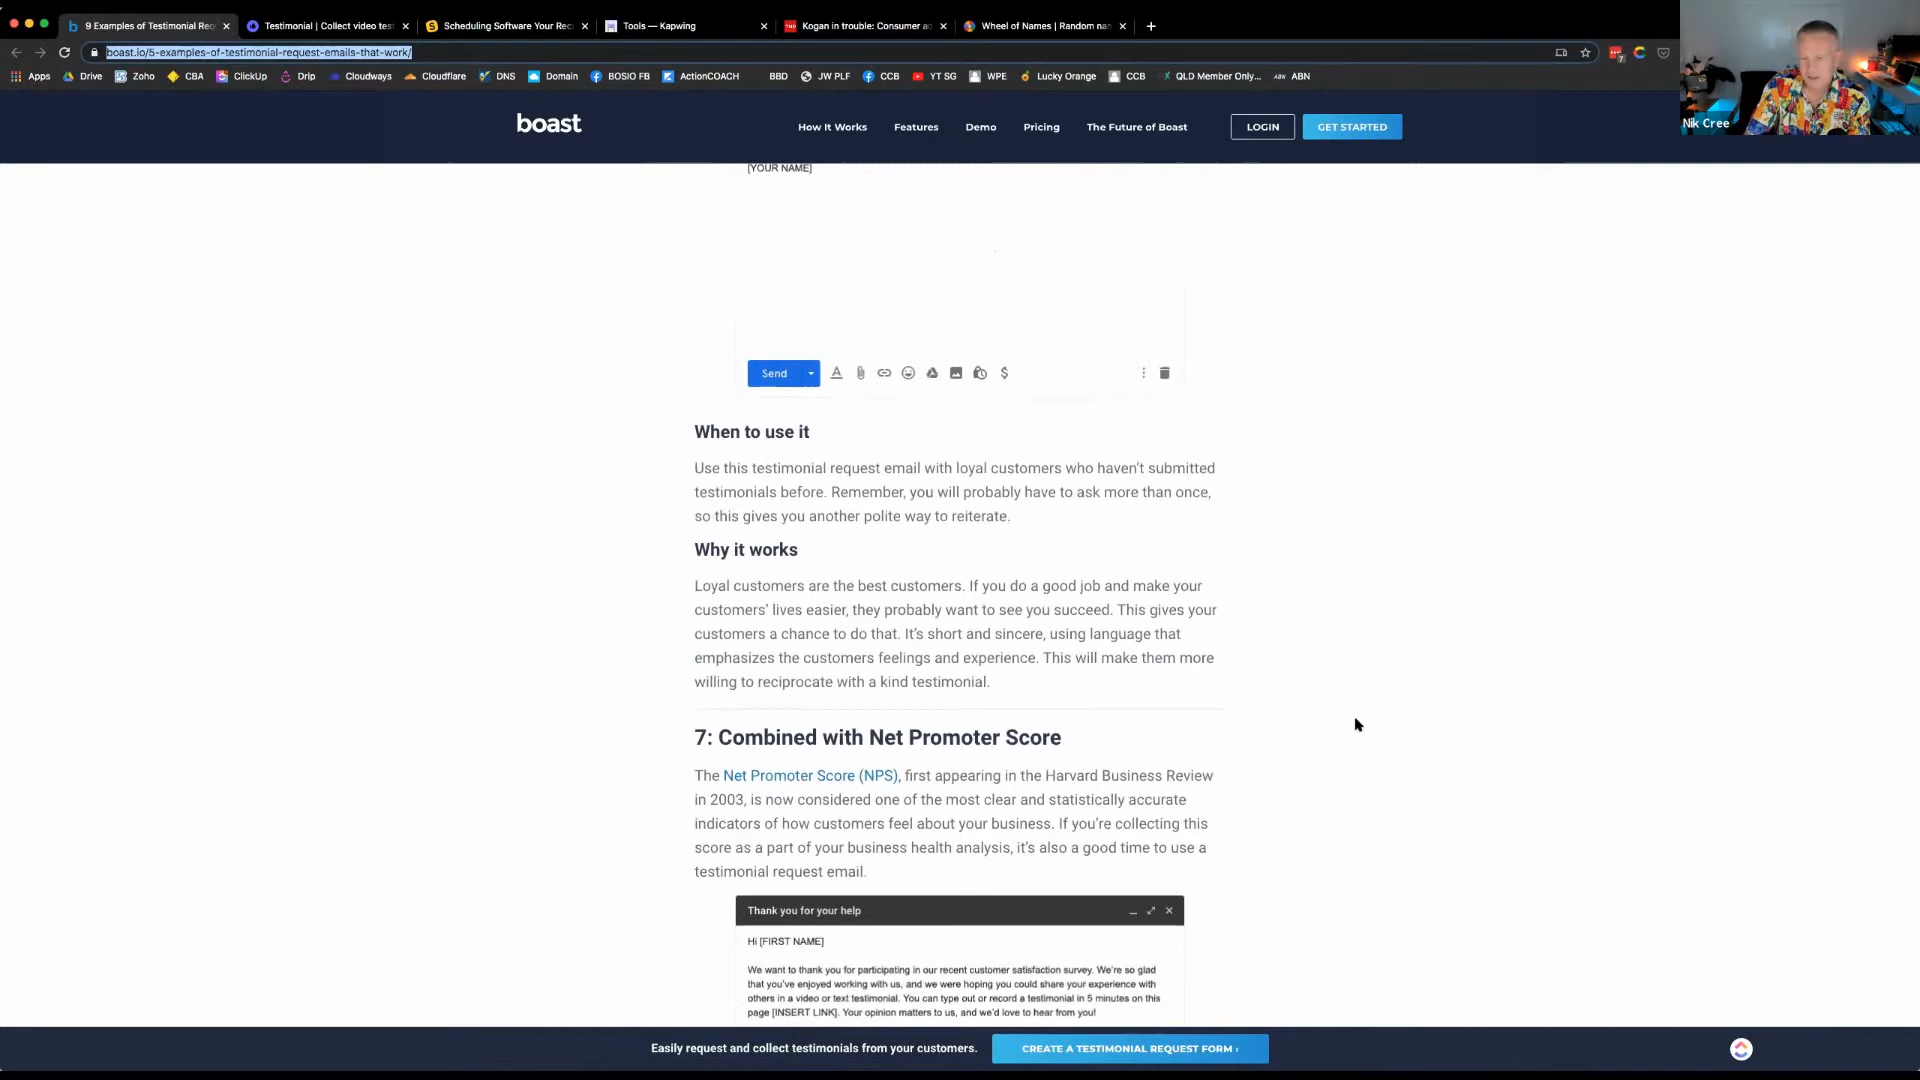 9 Examples of Testimonial Req
Testimonial | Collect video test
Scheduling Software Your Rec
Tools — Kapwing
Kogan in trouble: Consumer ac
Wheel of Names | Random nam
boast.io/5-examples-of-testimonial-request-emails-that-work/
7
Apps
Drive
Zoho
CBA
ClickUp
Drip
Cloudways
Cloudflare
DNS
Domain
BOSIO FB
ActionCOACH
BBD
JW PLF
CCB
YT SG
WPE
Lucky Orange
CCB
QLD Member Only...
ABN
Nik Cree
boast
How It Works
Features
Demo
Pricing
The Future of Boast
LOGIN
GET STARTED
[YOUR NAME]
Send
When to use it
Use this testimonial request email with loyal customers who haven't submitted
testimonials before. Remember, you will probably have to ask more than once,
so this gives you another polite way to reiterate.
Why it works
Loyal customers are the best customers. If you do a good job and make your
customers' lives easier, they probably want to see you succeed. This gives your
customers a chance to do that. It's short and sincere, using language that
emphasizes the customers feelings and experience. This will make them more
willing to reciprocate with a kind testimonial.
7: Combined with Net Promoter Score
The Net Promoter Score (NPS), first appearing in the Harvard Business Review
in 2003, is now considered one of the most clear and statistically accurate
indicators of how customers feel about your business. If you're collecting this
score as a part of your business health analysis, it's also a good time to use a
testimonial request email.
Thank you for your help
Hi [FIRST NAME]
We want to thank you for participating in our recent customer satisfaction survey. We're so glad
that you've enjoyed working with us, and we were hoping you could share your experience with
others in a video or text testimonial. You can type out or record a testimonial in 5 minutes on this
page [INSERT LINK]. Your opinion matters to us, and we'd love to hear from you!
Easily request and collect testimonials from your customers.
CREATE A TESTIMONIAL REQUEST FORM ›